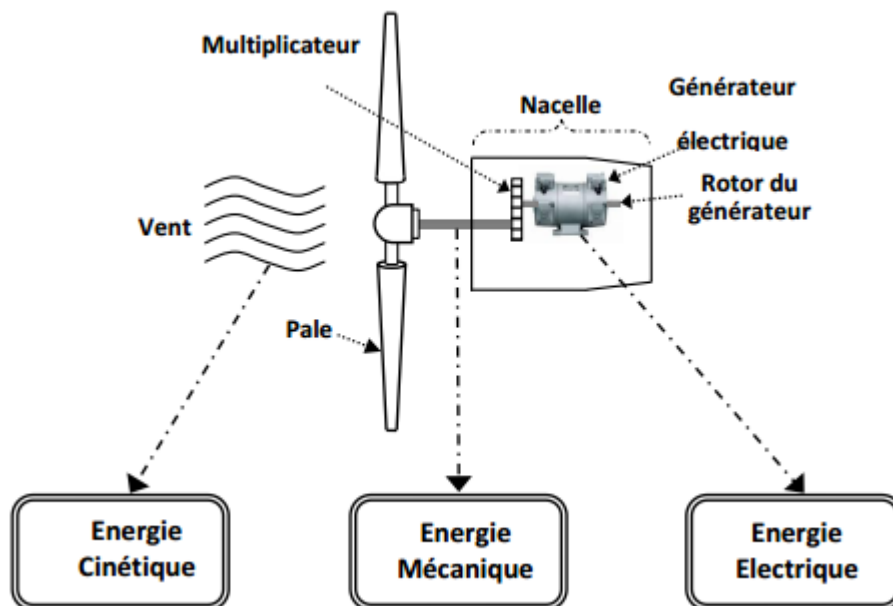 Multiplicateur
Nacelle
Générateur
électrique
Rotor du
générateur
Vent
Pale
Energie
Cinétique
Energie
Mécanique
Energie
Electrique